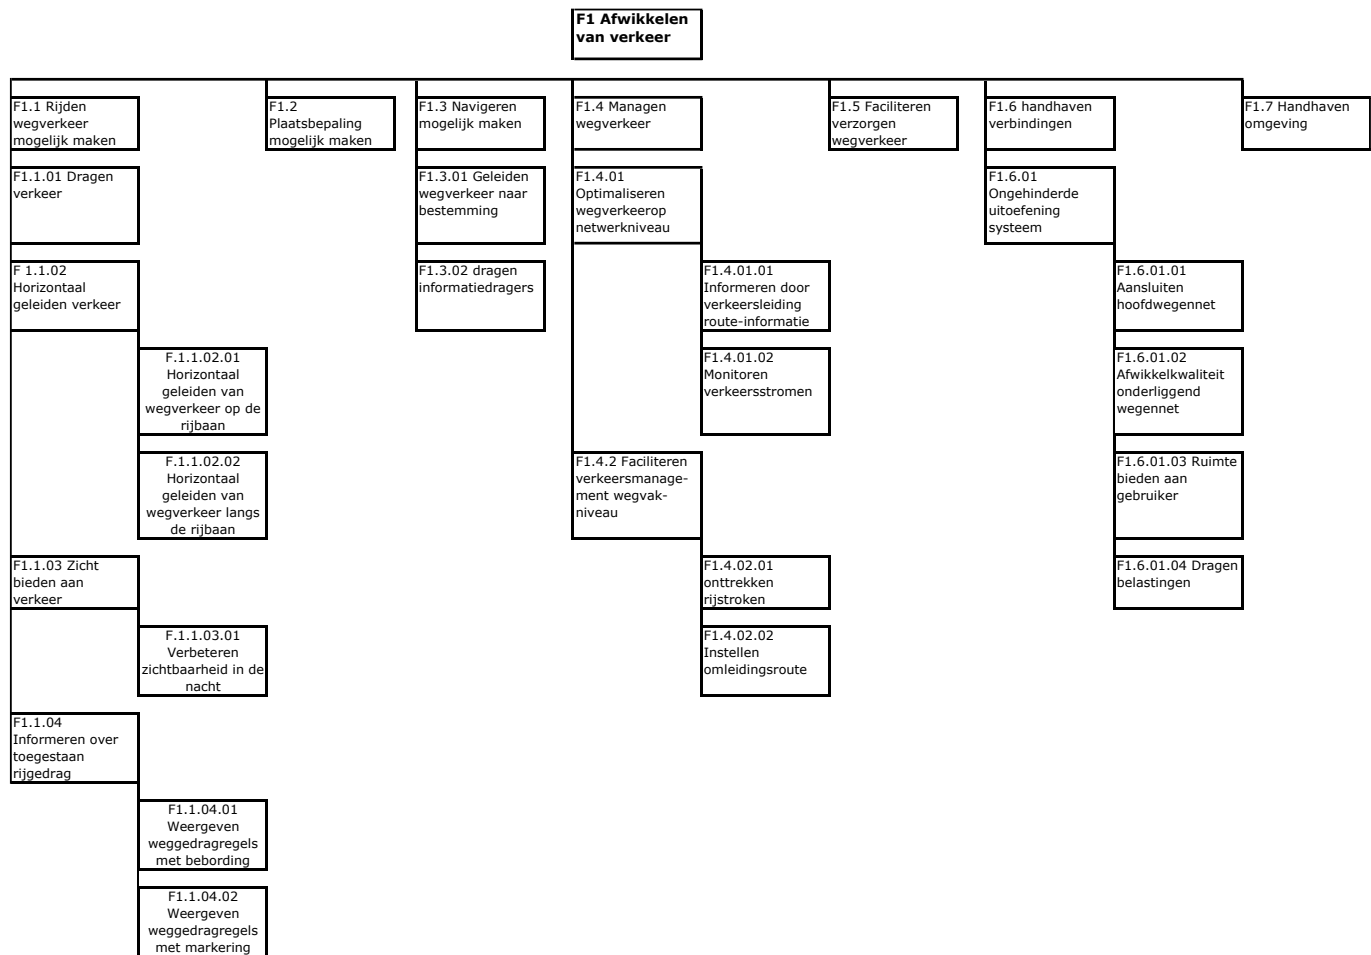 F1 Afwikkelen
van verkeer
F1.1 Rijden
wegverkeer
mogelijk maken
F1.2
Plaatsbepaling
mogelijk maken
F1.3 Navigeren
mogelijk maken
F1.4 Managen
wegverkeer
F1.5 Faciliteren
verzorgen
wegverkeer
F1.6 handhaven
verbindingen
F1.7 Handhaven
omgeving
F1.1.01 Dragen
verkeer
F1.3.01 Geleiden
wegverkeer naar
bestemming
F1.4.01
Optimaliseren
wegverkeerop
netwerkniveau
F1.6.01
Ongehinderde
uitoefening
systeem
F 1.1.02
Horizontaal
geleiden verkeer
F1.3.02 dragen
informatiedragers
F1.4.01.01
Informeren door
verkeersleiding
route-informatie
F1.6.01.01
Aansluiten
hoofdwegennet
F.1.1.02.01
Horizontaal
geleiden van
wegverkeer op de
rijbaan
F1.4.01.02
Monitoren
verkeersstromen
F1.6.01.02
Afwikkelkwaliteit
onderliggend
wegennet
F.1.1.02.02
Horizontaal
geleiden van
wegverkeer langs
de rijbaan
F1.4.2 Faciliteren
verkeersmanage-
ment wegvak-
niveau
F1.6.01.03 Ruimte
bieden aan
gebruiker
F1.1.03 Zicht
bieden aan
verkeer
F1.4.02.01
onttrekken
rijstroken
F1.6.01.04 Dragen
belastingen
F.1.1.03.01
Verbeteren
zichtbaarheid in de
nacht
F1.4.02.02
Instellen
omleidingsroute
F1.1.04
Informeren over
toegestaan
rijgedrag
F1.1.04.01
Weergeven
weggedragregels
met bebording
F1.1.04.02
Weergeven
weggedragregels
met markering